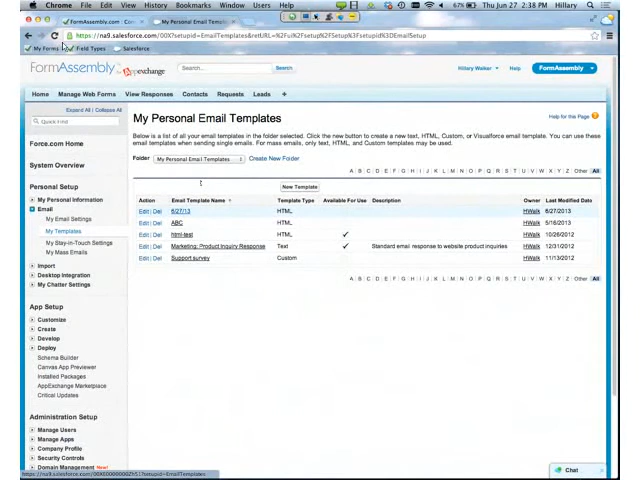 Chrome File Edit View History Bookmarks Window Help 67% Thu Jun 27 2:38 PM Hillary
FormAssembly.com : Con My Personal Email Template
https://na9.salesforce.com/00X?setupid=EmailTemplates&retURL=%2Fui%2Fsetup%2FSetup%3Fsetupid%3DEmailSetup
My Forms Field Types Salesforce
FormAssembly appexchange Search... Search Hillary Walker Help FormAssembly
Home Manage Web Forms View Responses Contacts Requests Leads +
Expand All | Collapse All
Quick Find
Force.com Home
System Overview
Personal Setup
My Personal Information
Email
My Email Settings
My Templates
My Stay-in-Touch Settings
My Mass Emails
Import
Desktop Integration
My Chatter Settings
App Setup
Customize
Create
Develop
Deploy
Schema Builder
Canvas App Previewer
Installed Packages
AppExchange Marketplace
Critical Updates
Administration Setup
Manage Users
Manage Apps
Company Profile
Security Controls
Domain Management New!
My Personal Email Templates
Help for this Page
Below is a list of all your email templates in the folder selected. Click the new button to create a new text, HTML, Custom, or Visualforce email template. You can use
these email templates when sending single emails. For mass emails, only text, HTML, and Custom templates may be used.
Folder My Personal Email Templates Create New Folder
A B C D E F G H I J K L M N O P Q R S T U V W X Y Z Other All
New Template
Action Email Template Name Template Type Available For Use Description Owner Last Modified Date
Edit | Del 6/27/13 HTML HWalk 6/27/2013
Edit | Del ABC HTML HWalk 5/16/2013
Edit | Del html-test HTML HWalk 10/26/2012
Edit | Del Marketing: Product Inquiry Response Text Standard email response to website product inquiries HWalk 12/31/2012
Edit | Del Support survey Custom HWalk 11/13/2012
A B C D E F G H I J K L M N O P Q R S T U V W X Y Z Other All
Chat